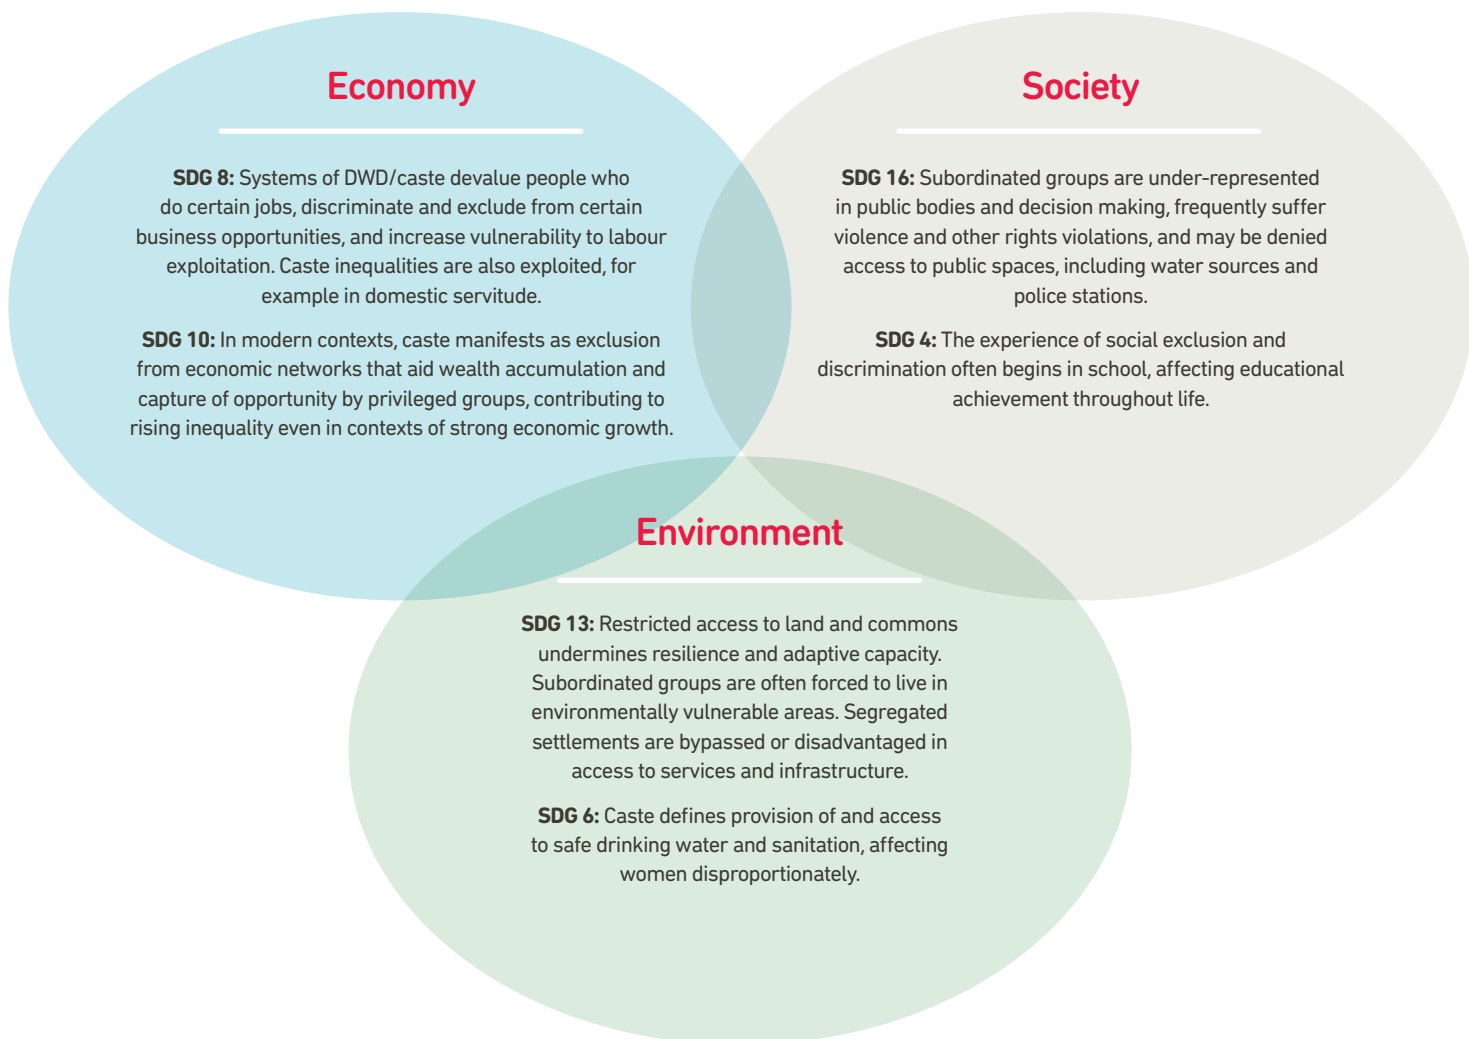 Economy
SDG 8: Systems of DWD/caste devalue people who
do certain jobs, discriminate and exclude from certain
business opportunities, and increase vulnerability to labour
exploitation. Caste inequalities are also exploited, for
example in domestic servitude.
SDG 10: In modern contexts, caste manifests as exclusion
from economic networks that aid wealth accumulation and
capture of opportunity by privileged groups, contributing to
rising inequality even in contexts of strong economic growth.
Society
SDG 16: Subordinated groups are under-represented
in public bodies and decision making, frequently suffer
violence and other rights violations, and may be denied
access to public spaces, including water sources and
police stations.
SDG 4: The experience of social exclusion and
discrimination often begins in school, affecting educational
achievement throughout life.
Environment
SDG 13: Restricted access to land and commons
undermines resilience and adaptive capacity.
Subordinated groups are often forced to live in
environmentally vulnerable areas. Segregated
settlements are bypassed or disadvantaged in
access to services and infrastructure.
SDG 6: Caste defines provision of and access
to safe drinking water and sanitation, affecting
women disproportionately.